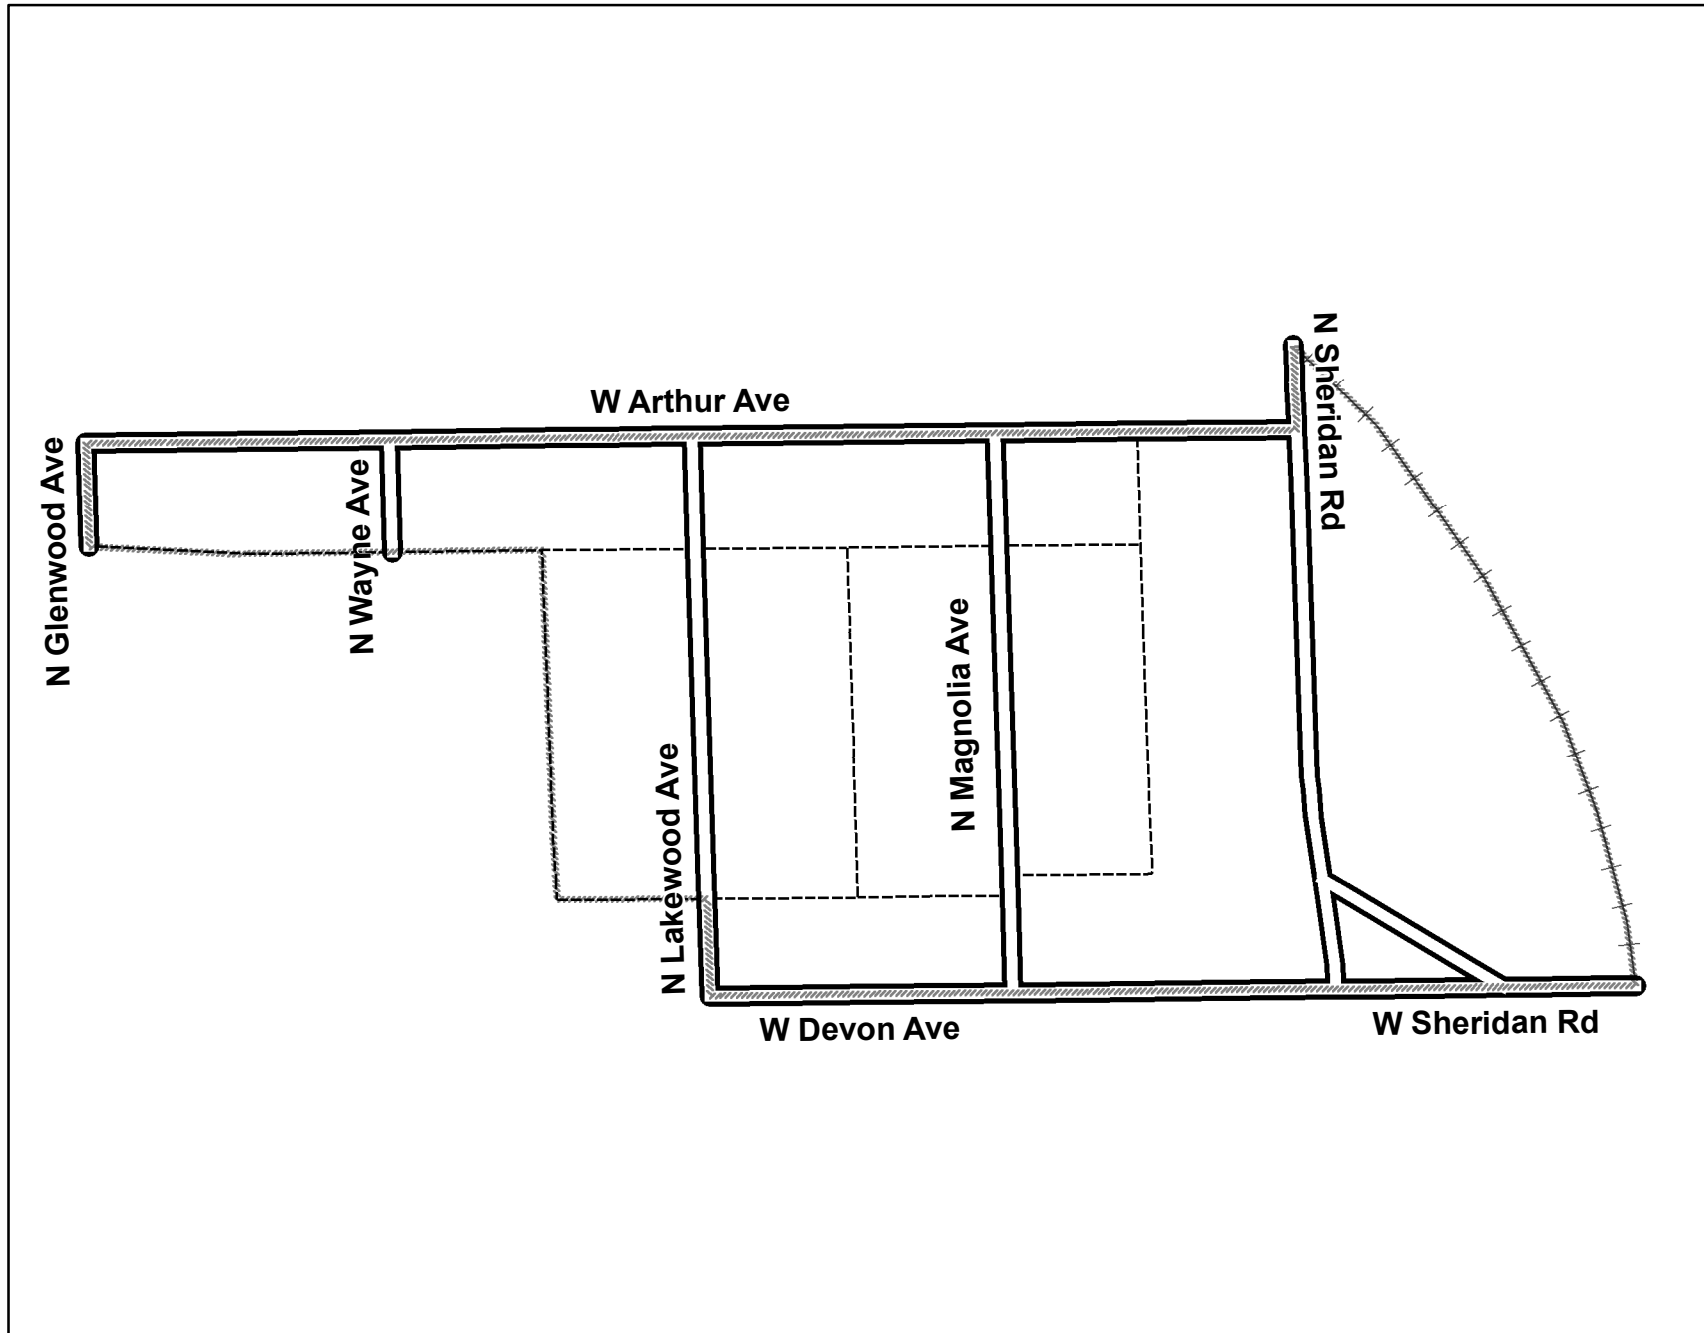 N Sheridan Rd
W Arthur Ave
N Glenwood Ave
N Wayne Ave
N Magnolia Ave
N Lakewood Ave
W Sheridan Rd
W Devon Ave